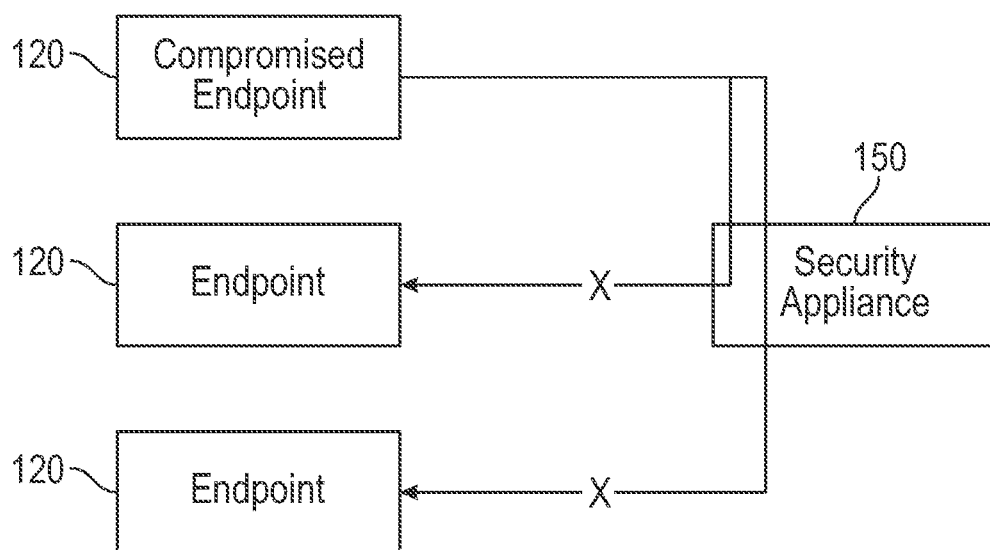 120
Compromised
Endpoint
150
120
Endpoint
X
Security
Appliance
120
Endpoint
X